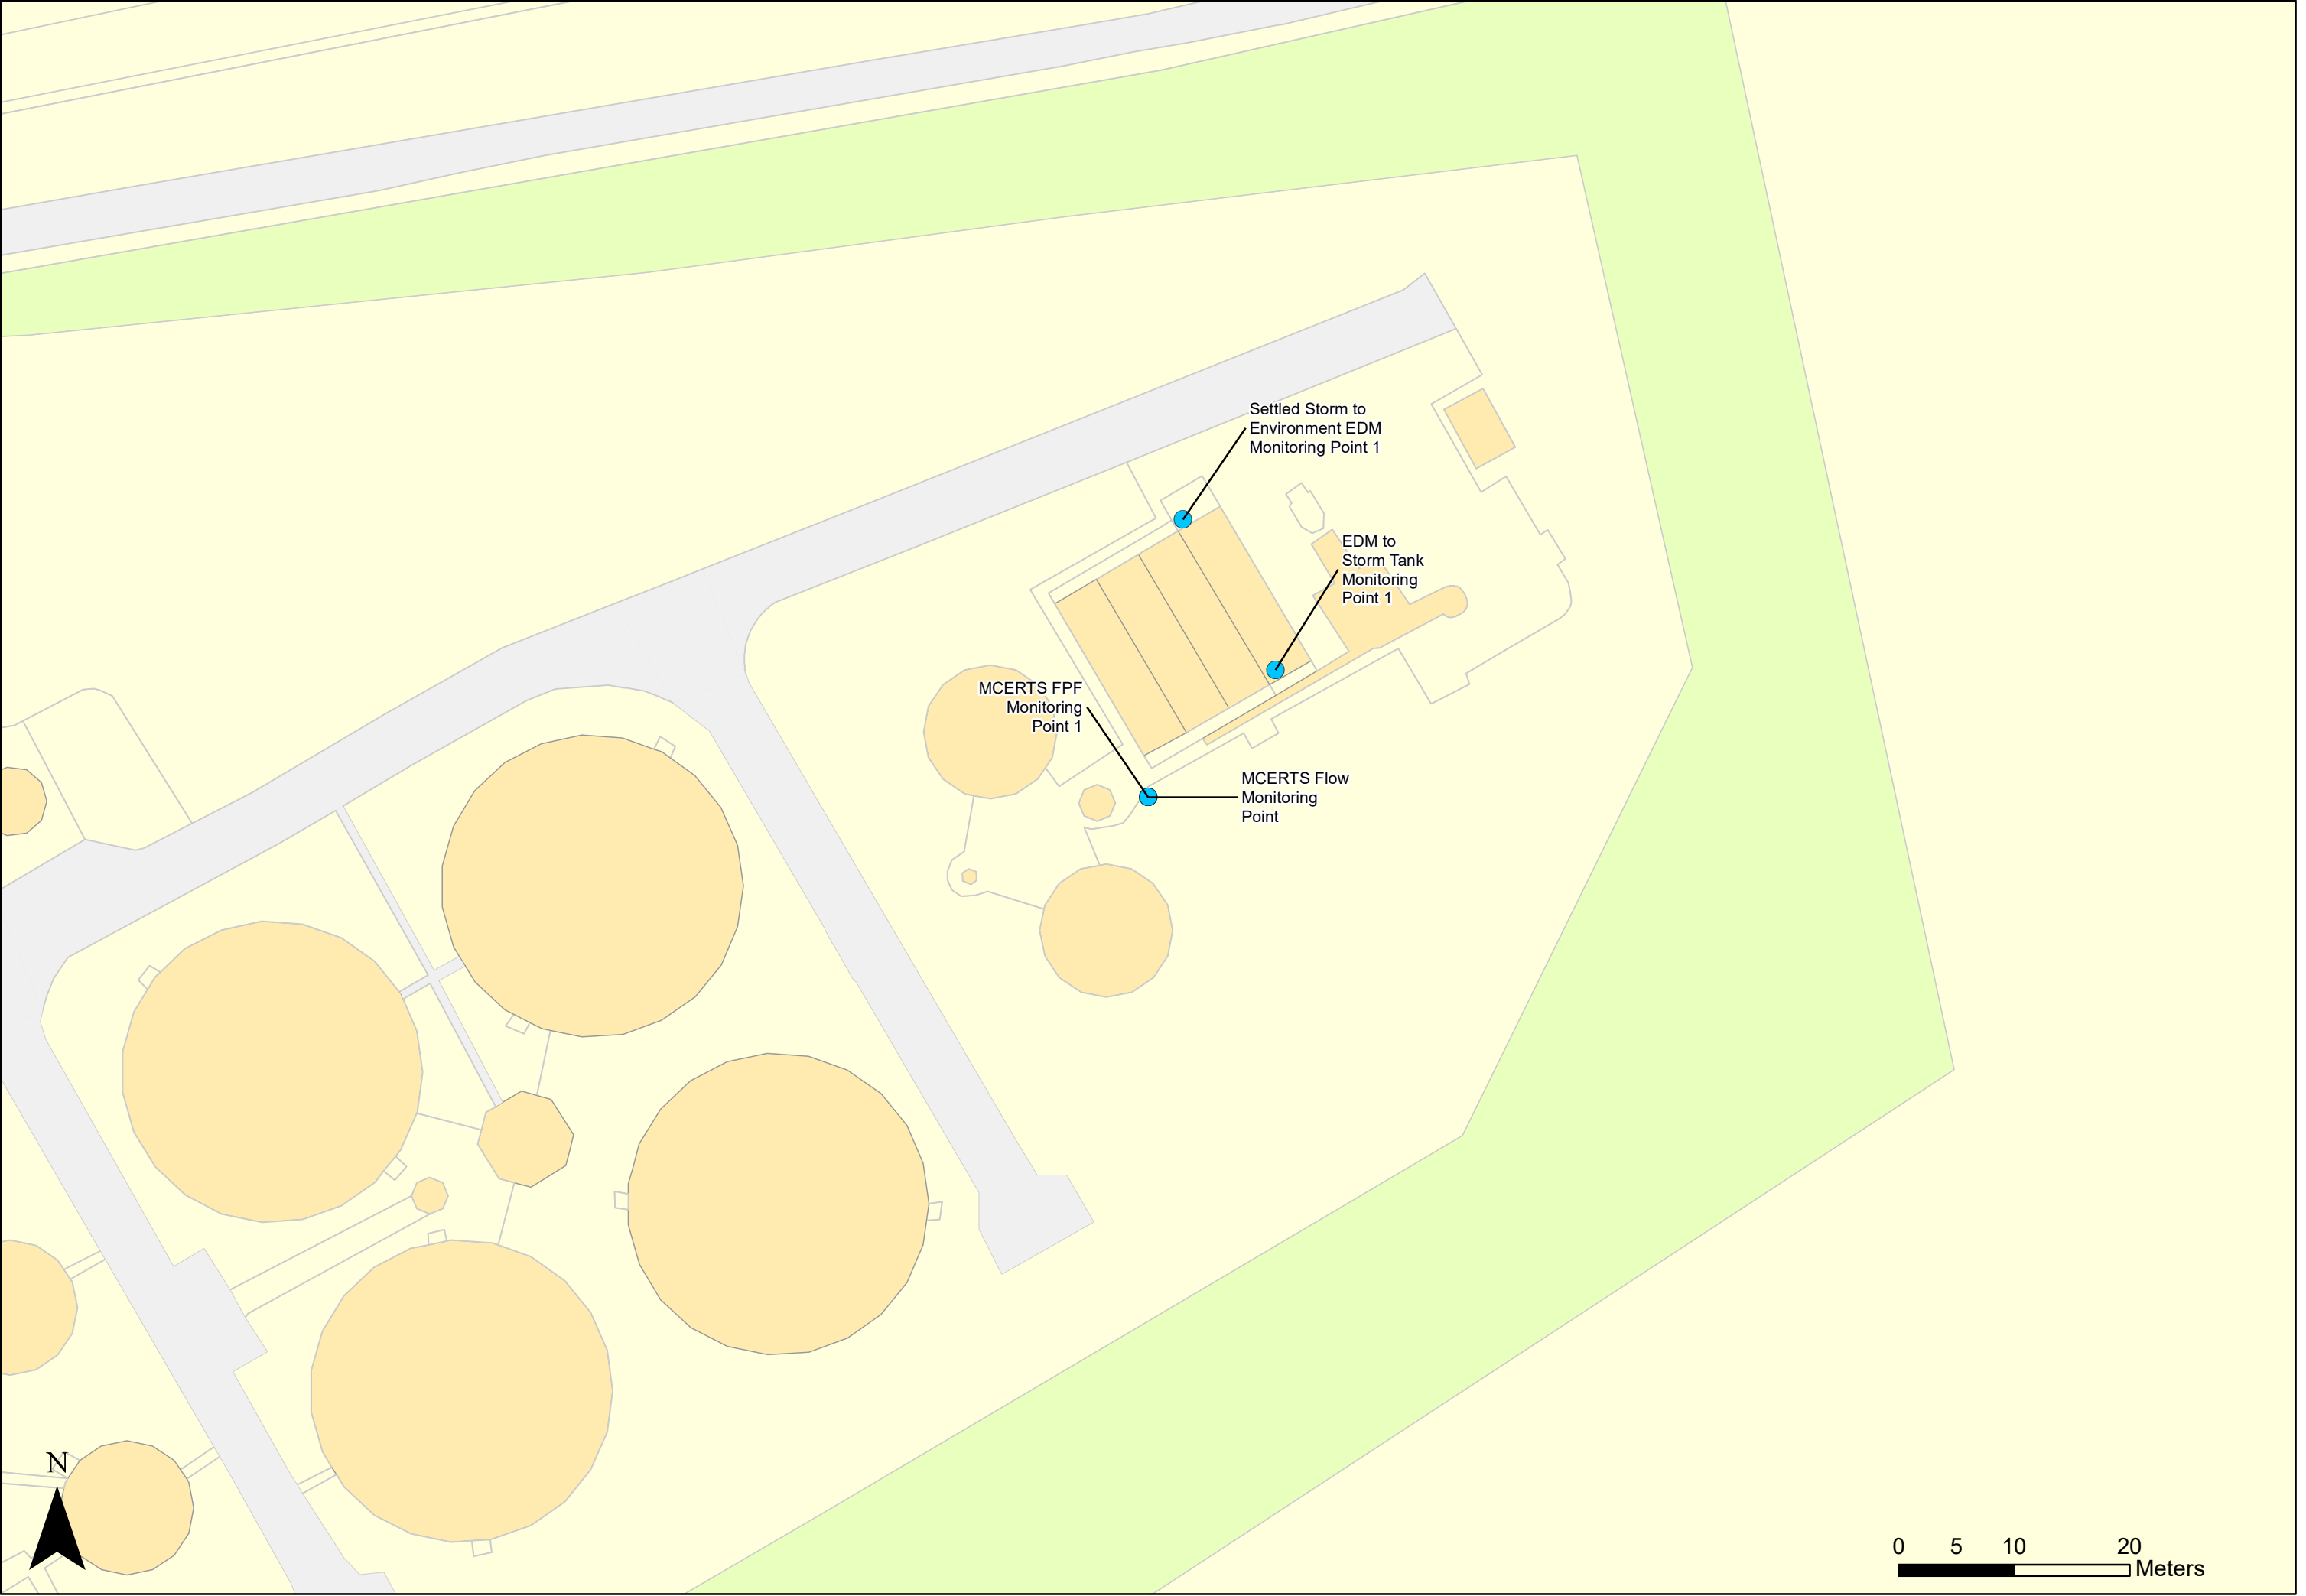 Settled Storm to
Environment EDM
Monitoring Point 1
EDM to
Storm Tank
Monitoring
Point 1
MCERTS FPF
Monitoring
Point 1
MCERTS Flow
Monitoring
Point
N
0 5 10 20
Meters